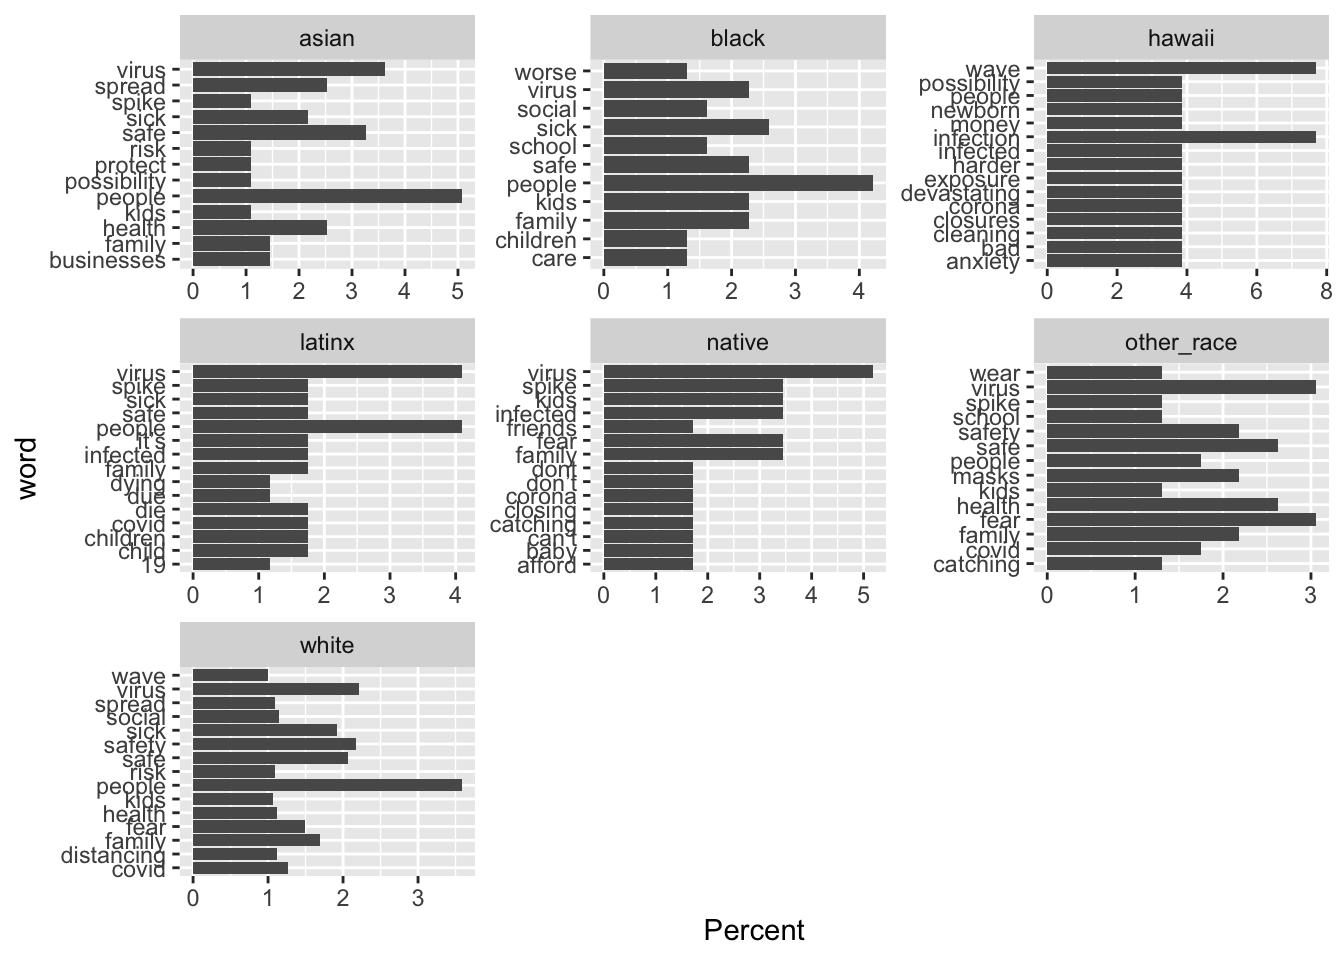 asian
virus
spread
spike
sick
safe
risk
protect
possibility
people
kids
health
family
businesses
0 1 2 3 4 5
black
worse
virus
social
sick
school
safe
people
kids
family
children
care
0 1 2 3 4
hawaii
wave
possibility
people
newborn
money
infection
infected
harder
exposure
devastating
corona
closures
cleaning
bad
anxiety
0 2 4 6 8
latinx
virus
spike
sick
safe
people
it's
infected
family
dying
due
die
covid
children
child
19
0 1 2 3 4
native
virus
spike
kids
infected
friends
fear
family
dont
don't
corona
closing
catching
can't
baby
afford
0 1 2 3 4 5
other_race
wear
virus
spike
school
safety
safe
people
masks
kids
health
fear
family
covid
catching
0 1 2 3
white
wave
virus
spread
social
sick
safety
safe
risk
people
kids
health
fear
family
distancing
covid
0 1 2 3
word
Percent